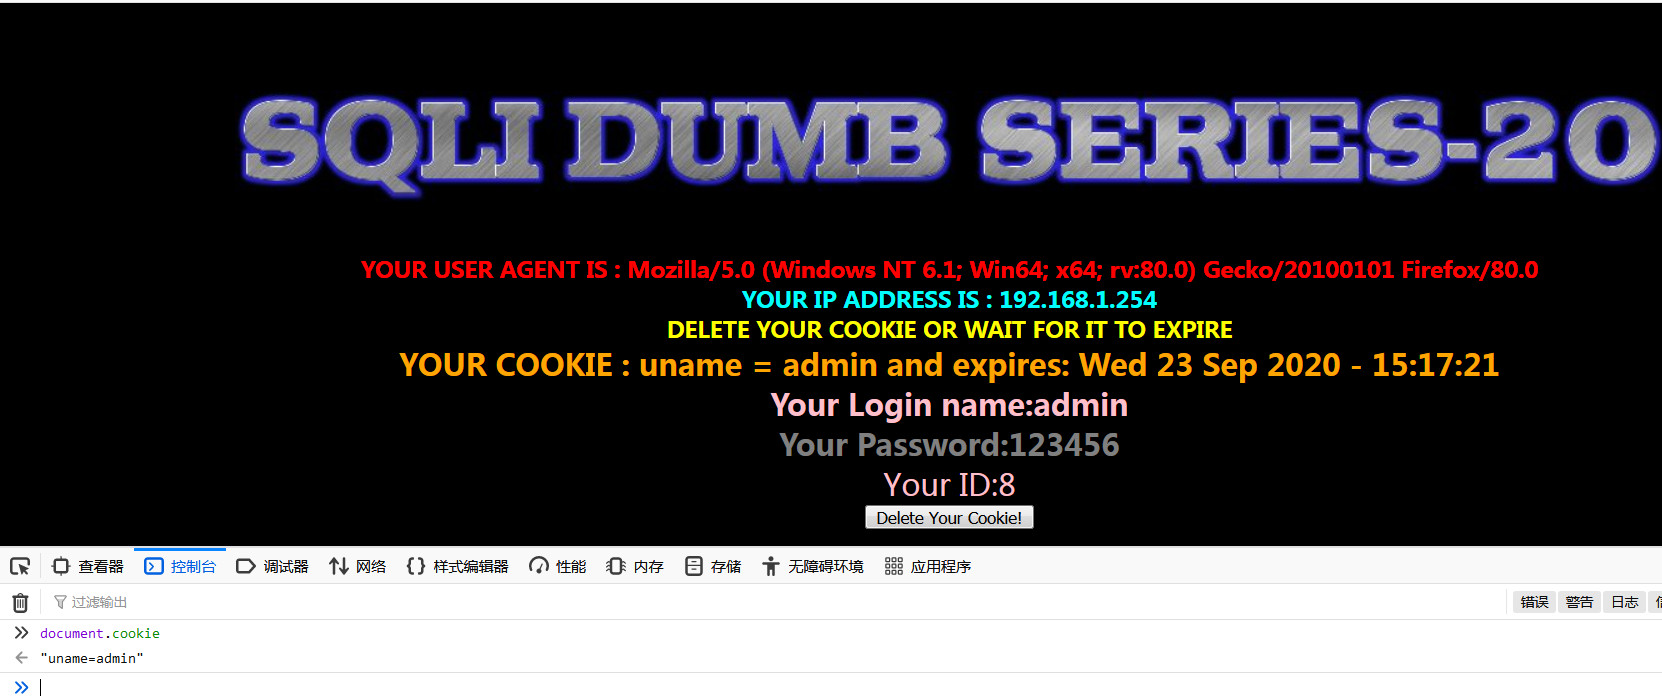 SQLI DUMB SERIES-20
YOUR USER AGENT IS : Mozilla/5.0 (Windows NT 6.1; Win64; x64; rv:80.0) Gecko/20100101 Firefox/80.0
YOUR IP ADDRESS IS : 192.168.1.254
DELETE YOUR COOKIE OR WAIT FOR IT TO EXPIRE
YOUR COOKIE : uname = admin and expires: Wed 23 Sep 2020 - 15:17:21
Your Login name:admin
Your Password:123456
Your ID:8
Delete Your Cookie!
查看器 控制台 调试器 网络 {} 样式编辑器 性能 内存 存储 无障碍环境 应用程序
过滤输出 错误 警告 日志
>> document.cookie
← "uname=admin"
>>